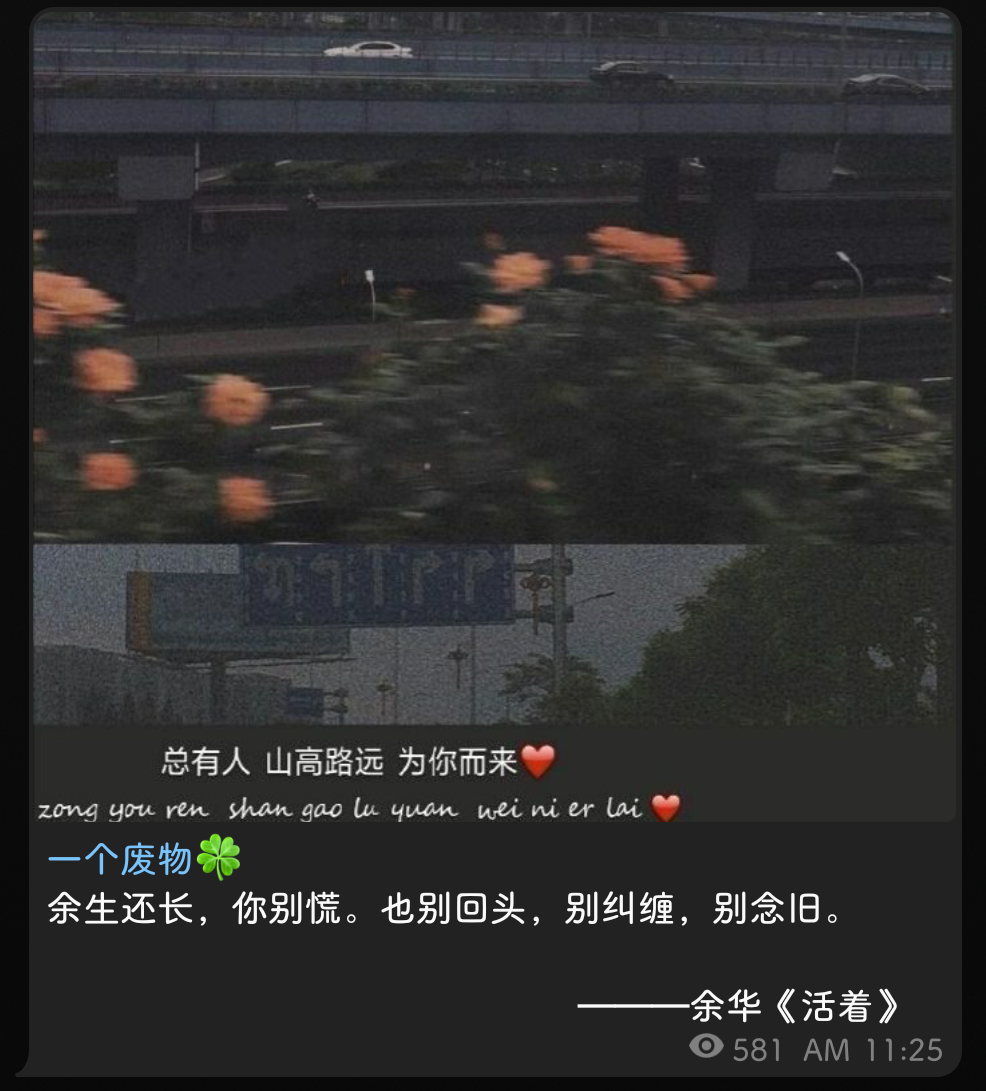 总有人 山高路远 为你而来❤️
zong you ren shan gao lu yuan wei ni er lai ❤️
一个废物🍀
余生还长，你别慌。也别回头，别纠缠，别念旧。
———余华《活着》
581 AM 11:25